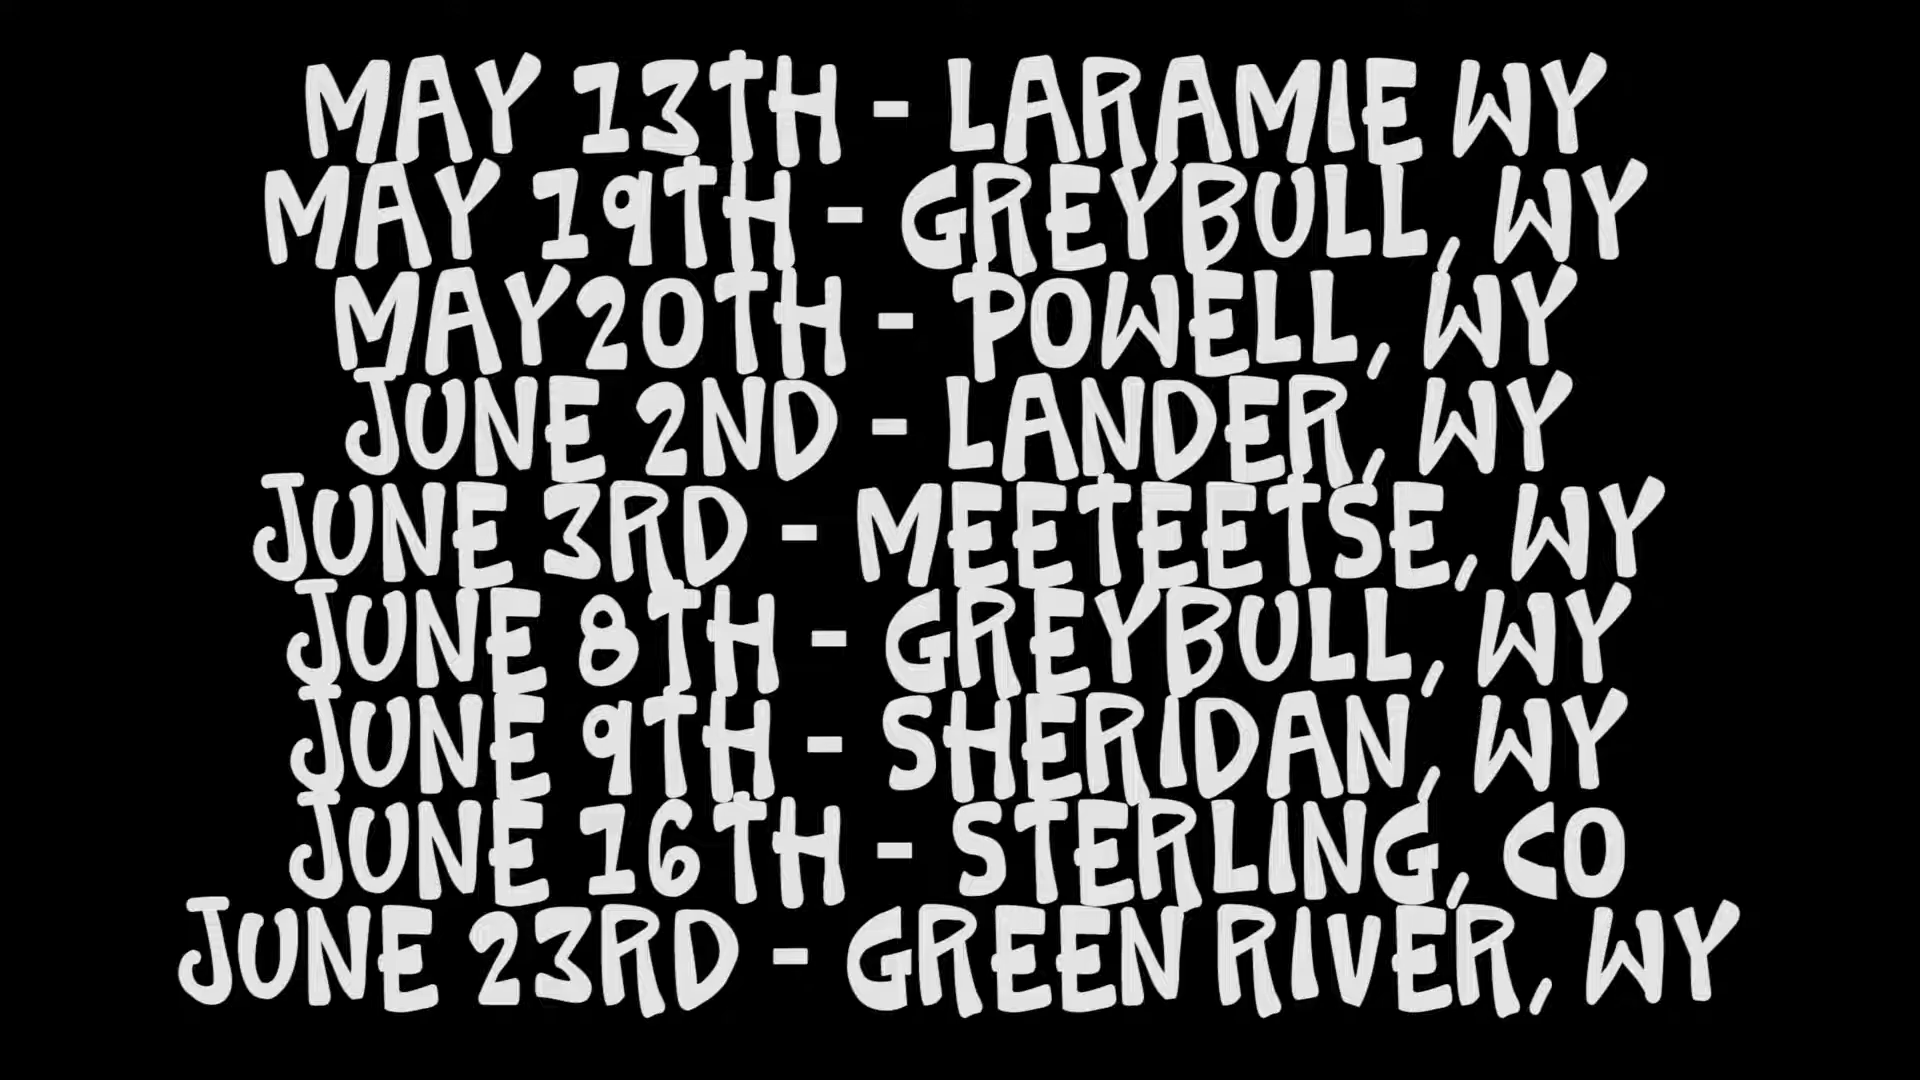 MAY 13TH - LARAMIE WY
MAY 19TH - GREYBULL, WY
MAY20TH - POWELL, WY
JUNE 2ND - LANDER, WY
JUNE 3RD - MEETEETSE, WY
JUNE 8TH - GREYBULL, WY
JUNE 9TH - SHERIDAN, WY
JUNE 16TH - STERLING, CO
JUNE 23RD - GREEN RIVER, WY